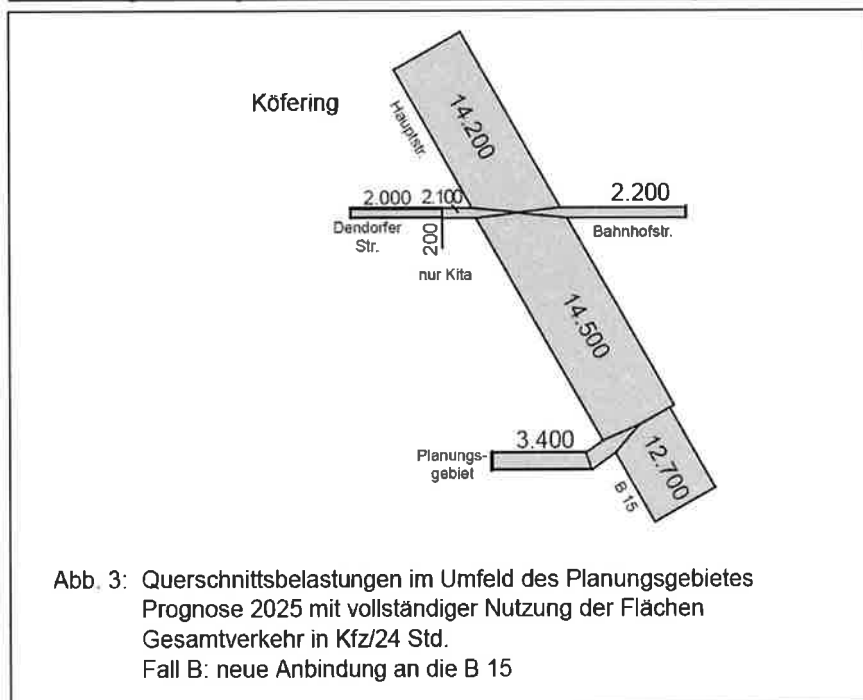 Köfering
Hauptstr.
14.200
2.000 2.100
2.200
Dendorfer
Str.
200
Bahnhofstr.
nur Kita
14.500
3.400
Planungs-
gebiet
12.700
B 15
Abb. 3: Querschnittsbelastungen im Umfeld des Planungsgebietes
Prognose 2025 mit vollständiger Nutzung der Flächen
Gesamtverkehr in Kfz/24 Std.
Fall B: neue Anbindung an die B 15